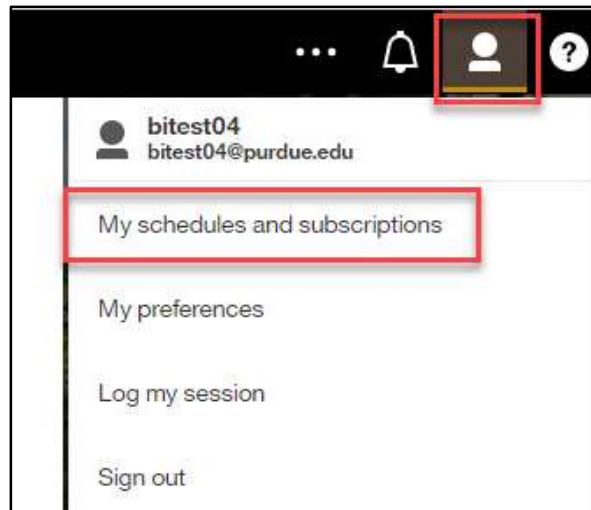 ... ?
bitest04
bitest04@purdue.edu
My schedules and subscriptions
My preferences
Log my session
Sign out